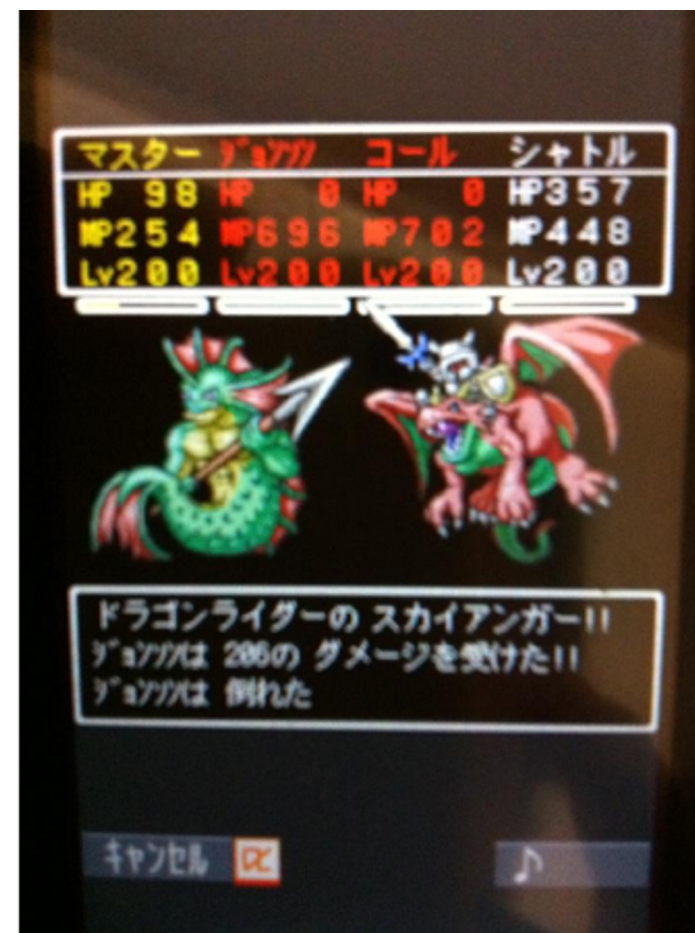 マスター ジョンソン コール シャトル
HP 98 HP 0 HP 0 HP357
MP254 MP696 MP702 MP448
Lv200 Lv200 Lv200 Lv200
ドラゴンライダーの スカイアンガー!!
ジョンソンは 206の ダメージを受けた!!
ジョンソンは 倒れた
キャンセル DC ♪